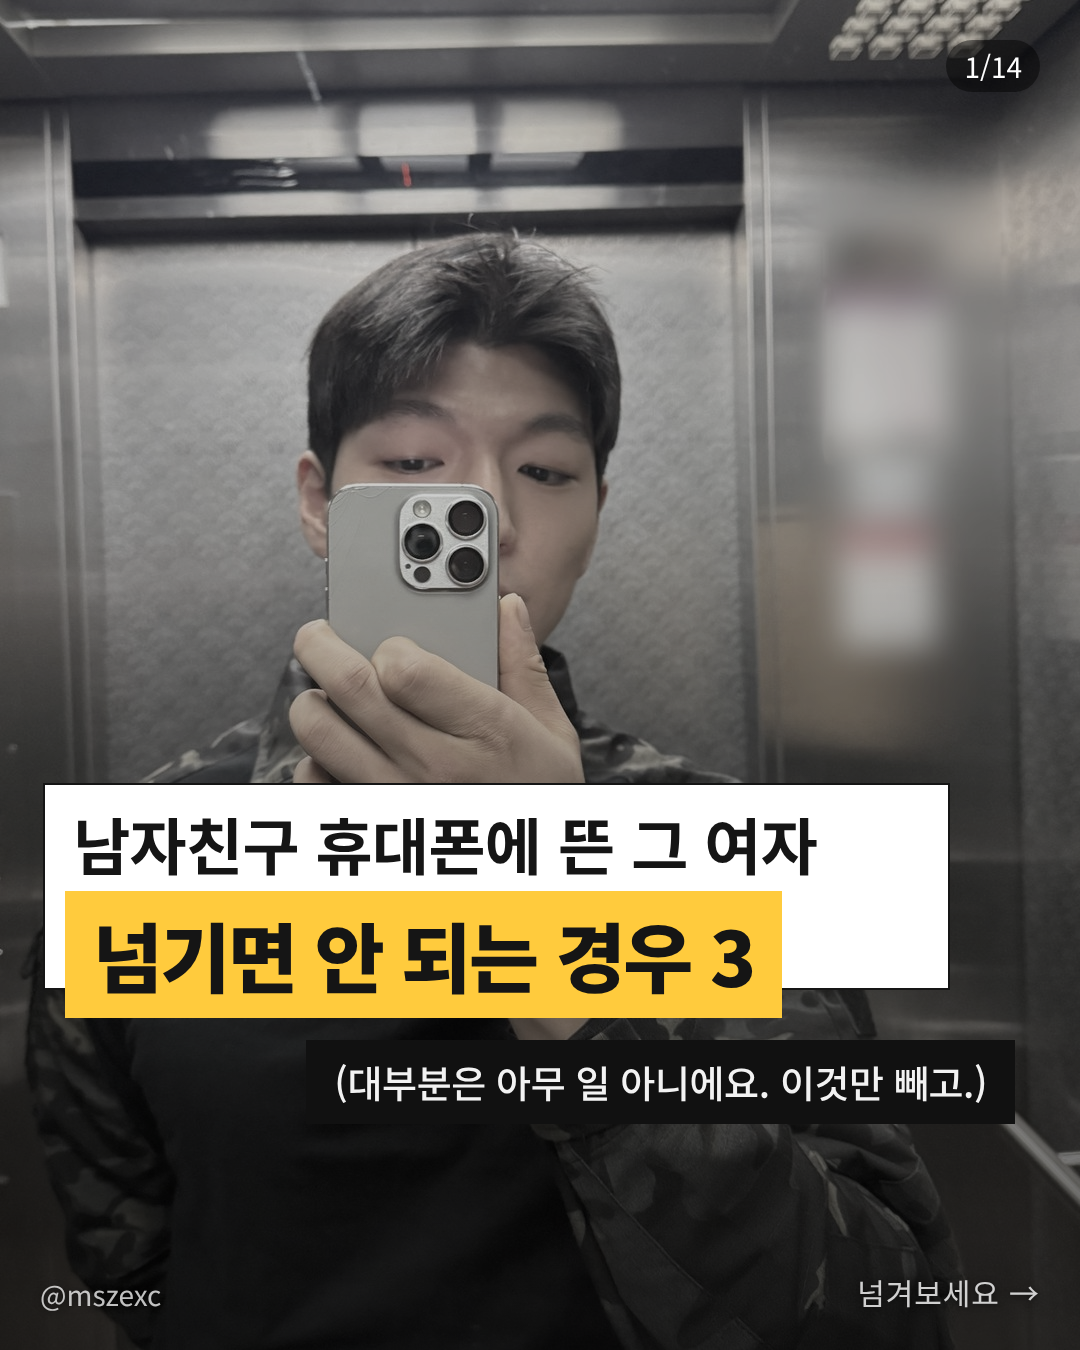 1/14
남자친구 휴대폰에 뜬 그 여자
넘기면 안 되는 경우 3
(대부분은 아무 일 아니에요. 이것만 빼고.)
@mszexc
넘겨보세요 →